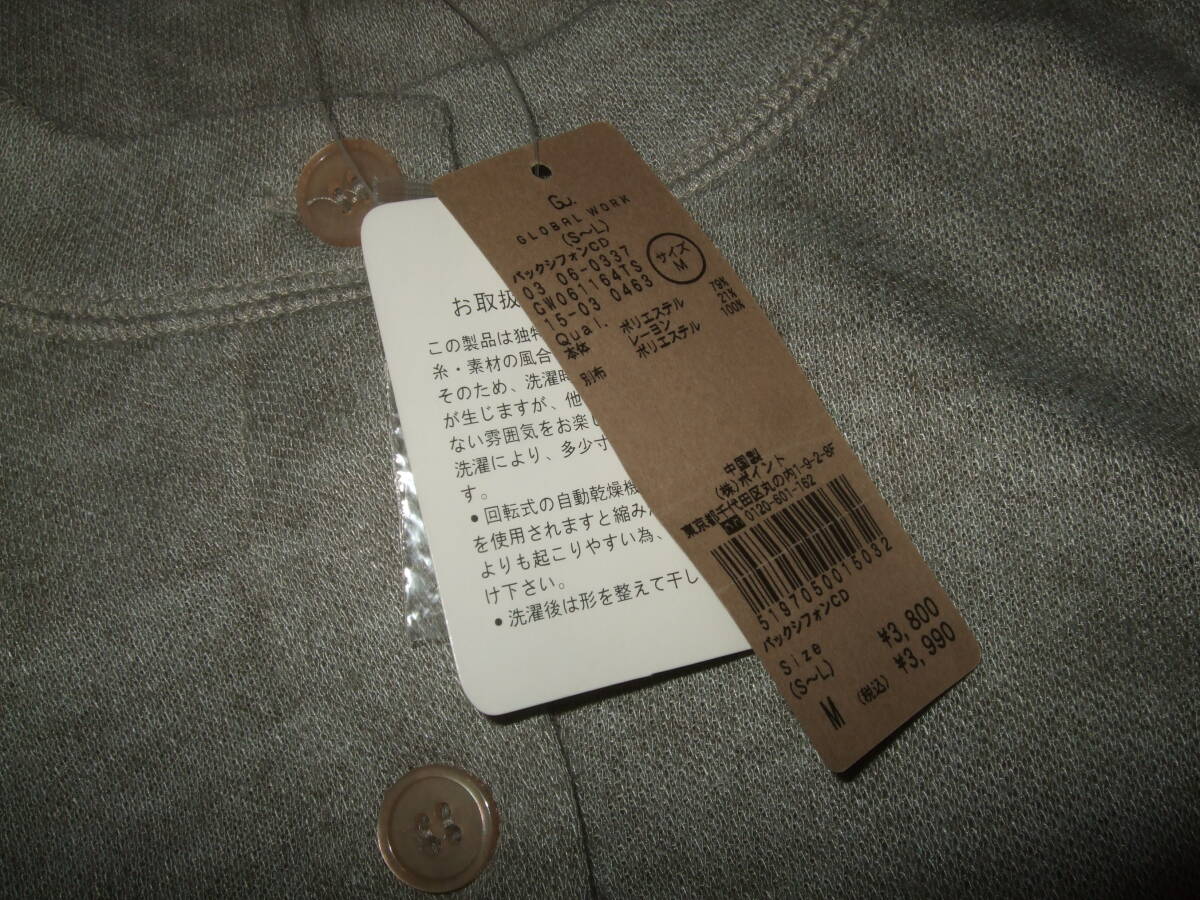 Gw.
GLOBAL WORK
(S〜L)
バックシフォンCD
03 06-0337
GW061164TS
15-03 0463
サイズ
M
Qual.
本体 ポリエステル 79%
レーヨン 21%
別布 ポリエステル 100%
中国製
(株)ポイント
東京都千代田区丸の内1-9-2-8F
0120-601-162
5197050015032
バックシフォンCD
Size ¥3,800
(S〜L) (税込) ¥3,990
M
お取扱
この製品は独特
糸・素材の風合
そのため、洗濯時
が生じますが、他
ない雰囲気をお楽し
洗濯により、多少寸
す。
●回転式の自動乾燥機
を使用されますと縮み
よりも起こりやすい為、
け下さい。
●洗濯後は形を整えて干し